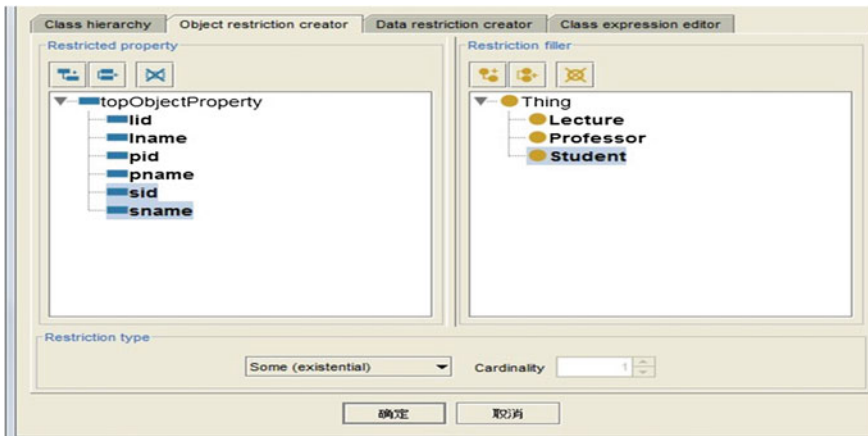 Class hierarchy Object restriction creator Data restriction creator Class expression editor
Restricted property
topObjectProperty
lid
lname
pid
pname
sid
sname
Restriction filler
Thing
Lecture
Professor
Student
Restriction type
Some (existential) Cardinality 1
确定 取消